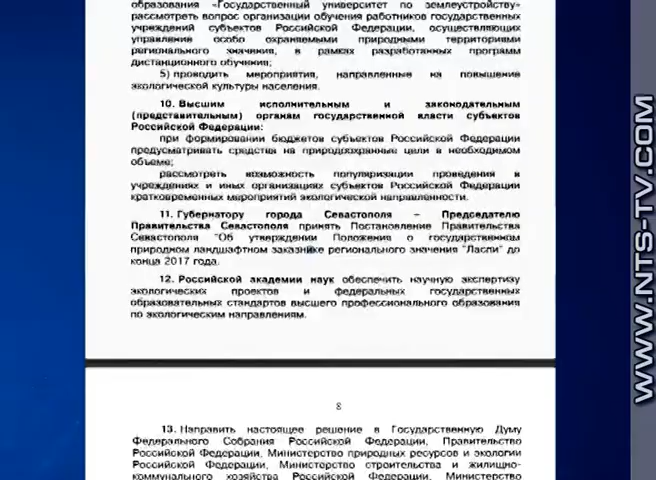 образования «Государственный университет по землеустройству»
рассмотреть вопрос организации обучения работников государственных
учреждений субъектов Российской Федерации, осуществляющих
управление особо охраняемыми природными территориями
регионального значения, в рамках разработанных программ
дистанционного обучения;
5) проводить мероприятия, направленные на повышение
экологической культуры населения.
10. Высшим исполнительным и законодательным
(представительным) органам государственной власти субъектов
Российской Федерации:
при формировании бюджетов субъектов Российской Федерации
предусматривать средства на природоохранные цели в необходимом
объеме;
рассмотреть возможность популяризации проведения в
учреждениях и иных организациях субъектов Российской Федерации
кратковременных мероприятий экологической направленности.
11. Губернатору города Севастополя – Председателю
Правительства Севастополя принять Постановление Правительства
Севастополя "Об утверждении Положения о государственном
природном ландшафтном заказнике регионального значения "Ласпи" до
конца 2017 года.
12. Российской академии наук обеспечить научную экспертизу
экологических проектов и федеральных государственных
образовательных стандартов высшего профессионального образования
по экологическим направлениям.
8
13. Направить настоящее решение в Государственную Думу
Федерального Собрания Российской Федерации, Правительство
Российской Федерации, Министерство природных ресурсов и экологии
Российской Федерации, Министерство строительства и жилищно-
коммунального хозяйства Российской Федерации, Министерство
WWW.NTS-TV.COM